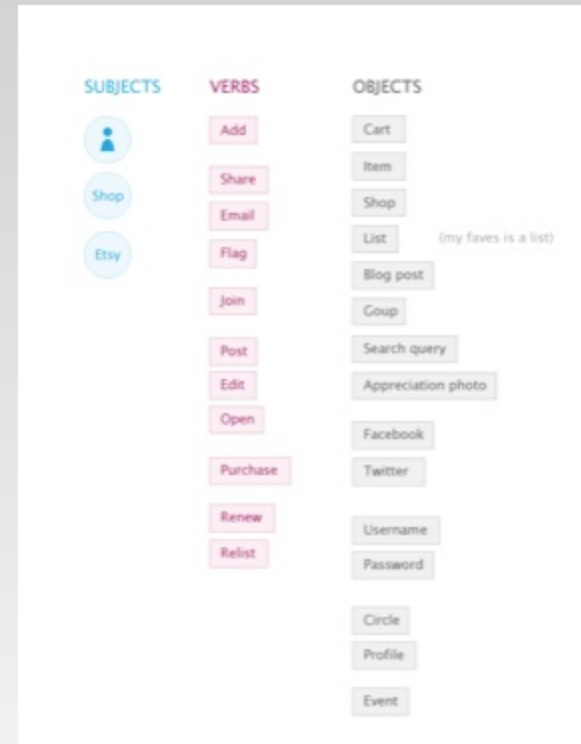 SUBJECTS
Shop
Etsy
VERBS
Add
Share
Email
Flag
Join
Post
Edit
Open
Purchase
Renew
Relist
OBJECTS
Cart
Item
Shop
List (my faves is a list)
Blog post
Goup
Search query
Appreciation photo
Facebook
Twitter
Username
Password
Circle
Profile
Event